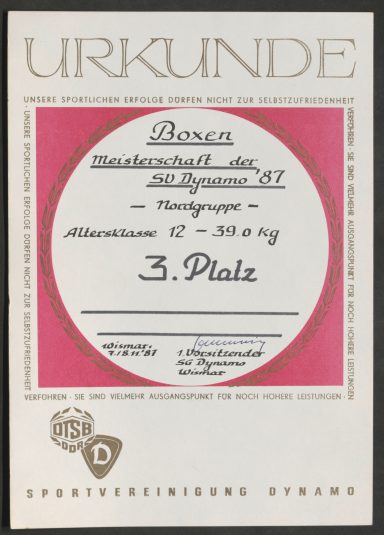 URKUNDE
UNSERE SPORTLICHEN ERFOLGE DÜRFEN NICHT ZUR SELBSTZUFRIEDENHEIT
VERFÜHREN · SIE SIND VIELMEHR AUSGANGSPUNKT FÜR NOCH HÖHERE LEISTUNGEN ·
UNSERE SPORTLICHEN ERFOLGE DÜRFEN NICHT ZUR SELBSTZUFRIEDENHEIT
Boxen
Meisterschaft der
SV Dynamo '87
- Nordgruppe -
Altersklasse 12 - 39.0 kg
3. Platz
Wismar,
7./8.11.'87
1. Vorsitzender
SG Dynamo
Wismar
VERFÜHREN · SIE SIND VIELMEHR AUSGANGSPUNKT FÜR NOCH HÖHERE LEISTUNGEN ·
DTSB
DDR
D
SPORTVEREINIGUNG DYNAMO